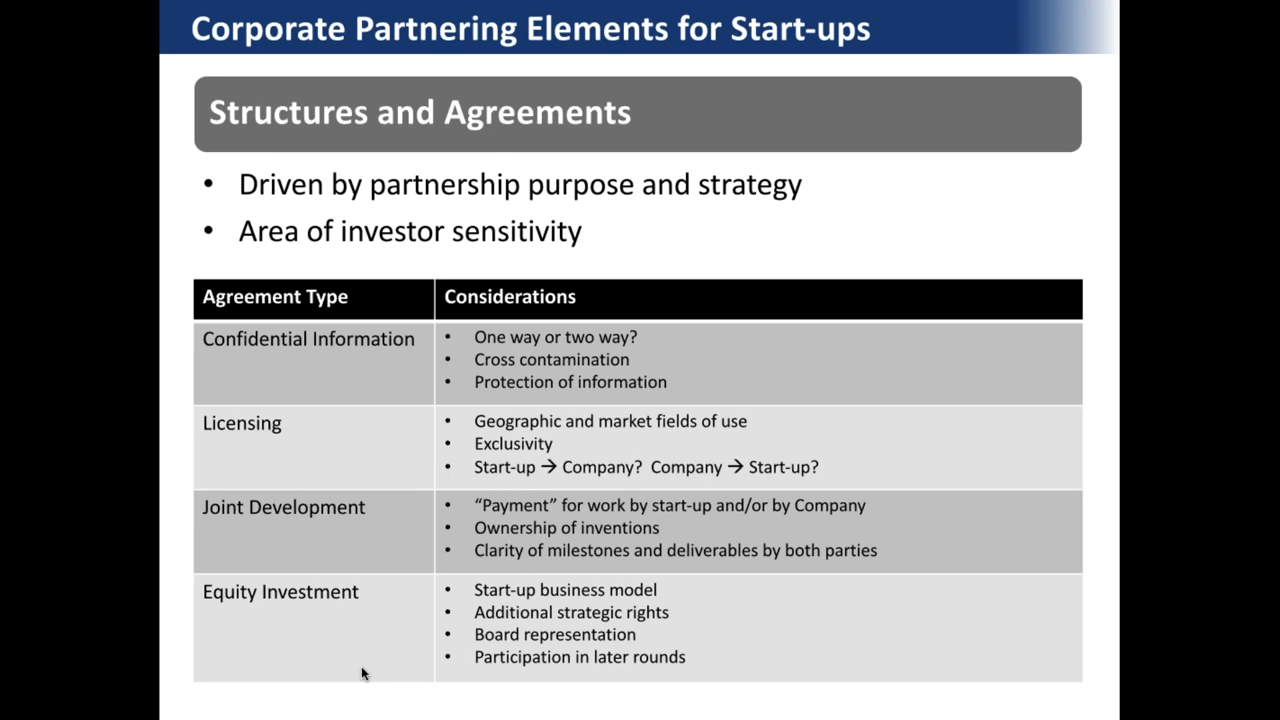 Corporate Partnering Elements for Start-ups
Structures and Agreements
• Driven by partnership purpose and strategy
• Area of investor sensitivity
Agreement Type
Considerations
Confidential Information
• One way or two way?
• Cross contamination
• Protection of information
Licensing
• Geographic and market fields of use
• Exclusivity
• Start-up → Company?  Company → Start-up?
Joint Development
• “Payment” for work by start-up and/or by Company
• Ownership of inventions
• Clarity of milestones and deliverables by both parties
Equity Investment
• Start-up business model
• Additional strategic rights
• Board representation
• Participation in later rounds